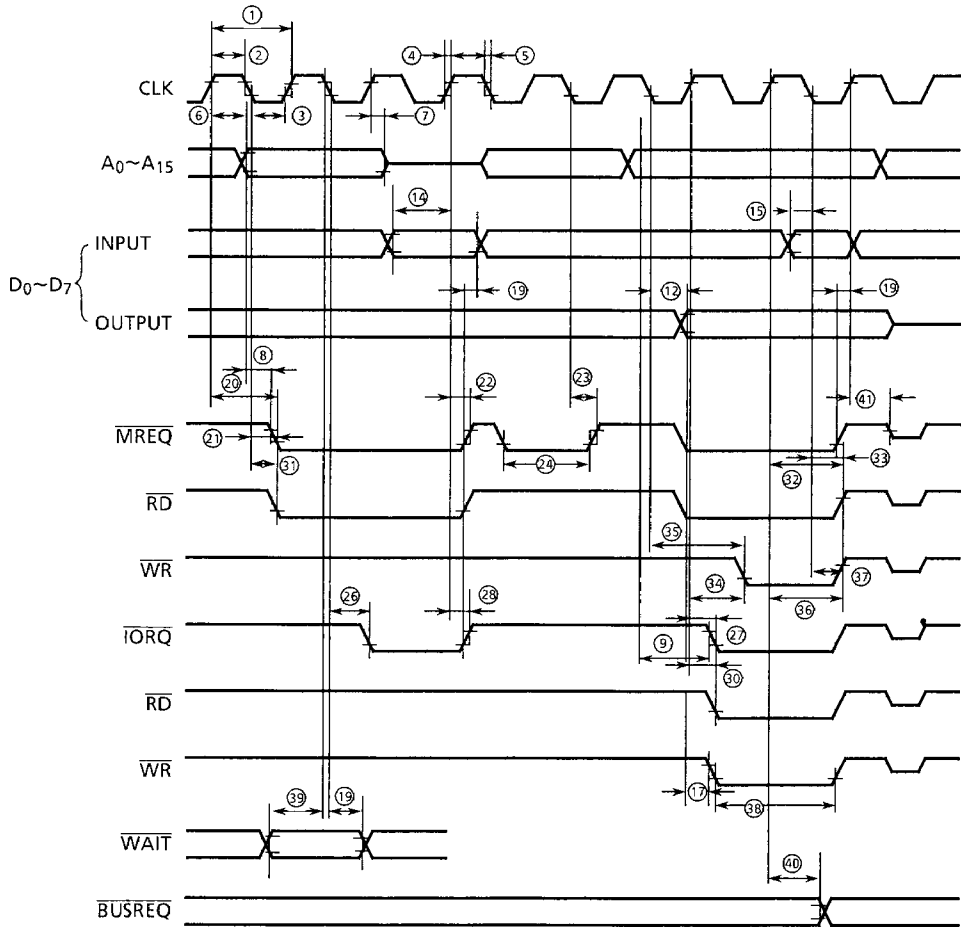 ①
②
④ ⑤
CLK
⑥ ③ ⑦
A₀~A₁₅
⑭ ⑮
INPUT
D₀~D₇
⑲ ⑫ ⑲
OUTPUT
⑧
⑳ ㉒ ㉓ ㊶
MREQ
㉑ ㉝
㉛ ㉔ ㉜
RD
㉟
WR
㊲
㉖ ㉘ ㉞ ㊱
IORQ
㉗
⑨
㉚
RD
WR
⑰ ㊳
㊴ ⑲
WAIT
㊵
BUSREQ